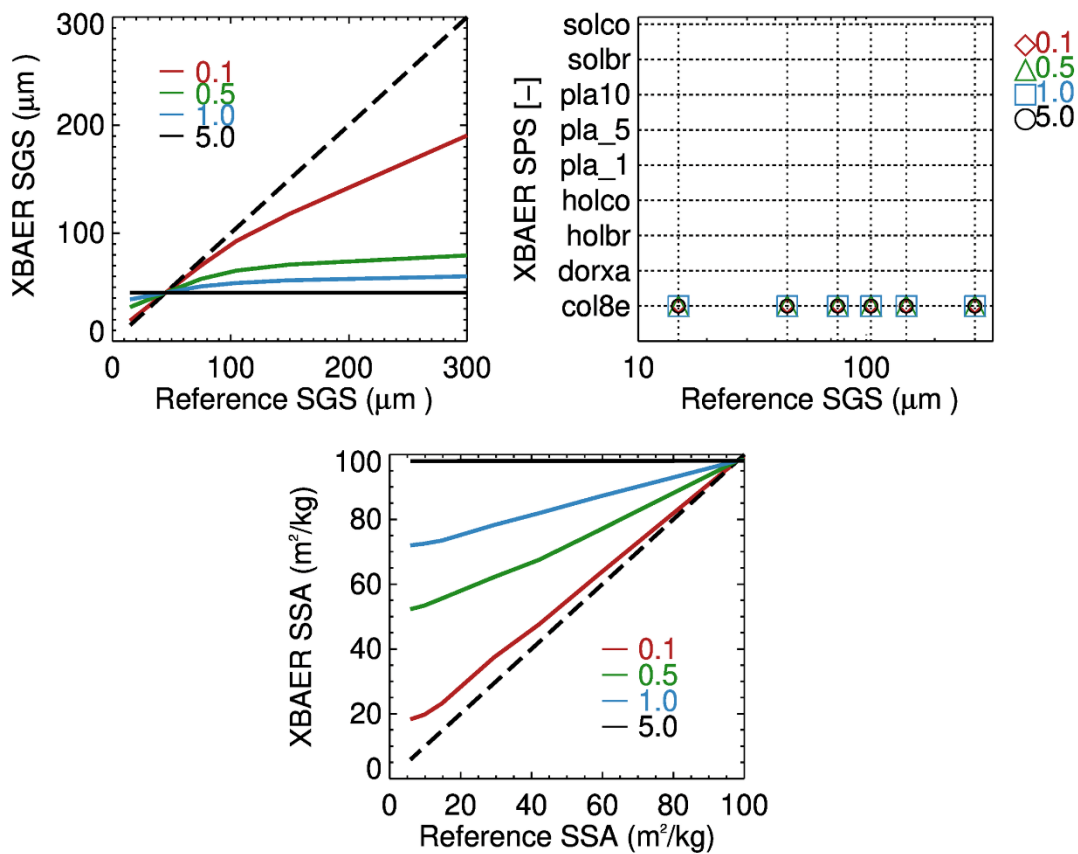 XBAER SGS (μm)
300
200
100
0
0.1
0.5
1.0
5.0
0
100
200
300
Reference SGS (μm )
XBAER SPS [–]
solco
solbr
pla10
pla_5
pla_1
holco
holbr
dorxa
col8e
10
100
Reference SGS (μm )
0.1
0.5
1.0
5.0
XBAER SSA (m²/kg)
100
80
60
40
20
0
0.1
0.5
1.0
5.0
0
20
40
60
80
100
Reference SSA (m²/kg)